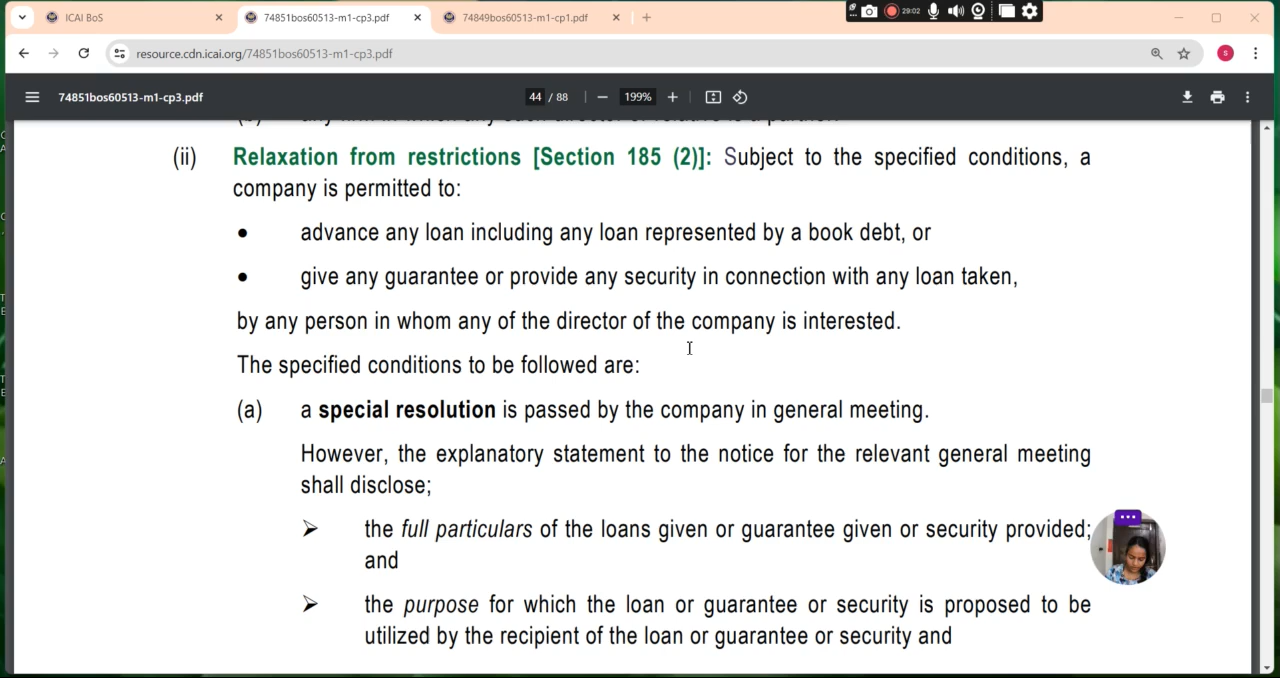 ICAI BoS
74851bos60513-m1-cp3.pdf
74849bos60513-m1-cp1.pdf
29:02
resource.cdn.icai.org/74851bos60513-m1-cp3.pdf
S
74851bos60513-m1-cp3.pdf
44 / 88
199%
(ii) Relaxation from restrictions [Section 185 (2)]: Subject to the specified conditions, a
company is permitted to:
• advance any loan including any loan represented by a book debt, or
• give any guarantee or provide any security in connection with any loan taken,
by any person in whom any of the director of the company is interested.
The specified conditions to be followed are:
(a) a special resolution is passed by the company in general meeting.
However, the explanatory statement to the notice for the relevant general meeting
shall disclose;
➢ the full particulars of the loans given or guarantee given or security provided;
and
➢ the purpose for which the loan or guarantee or security is proposed to be
utilized by the recipient of the loan or guarantee or security and